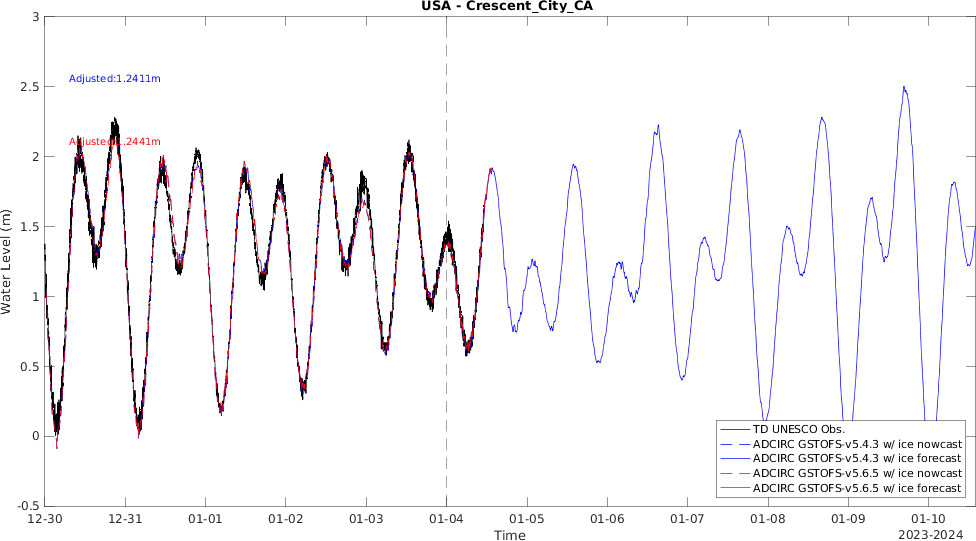 USA - Crescent_City_CA
3
2.5
2
1.5
1
0.5
0
-0.5
Water Level (m)
Adjusted:1.2411m
Adjusted:1.2441m
TD UNESCO Obs.
ADCIRC GSTOFS-v5.4.3 w/ ice nowcast
ADCIRC GSTOFS-v5.4.3 w/ ice forecast
ADCIRC GSTOFS-v5.6.5 w/ ice nowcast
ADCIRC GSTOFS-v5.6.5 w/ ice forecast
12-30 12-31 01-01 01-02 01-03 01-04 01-05 01-06 01-07 01-08 01-09 01-10
Time
2023-2024